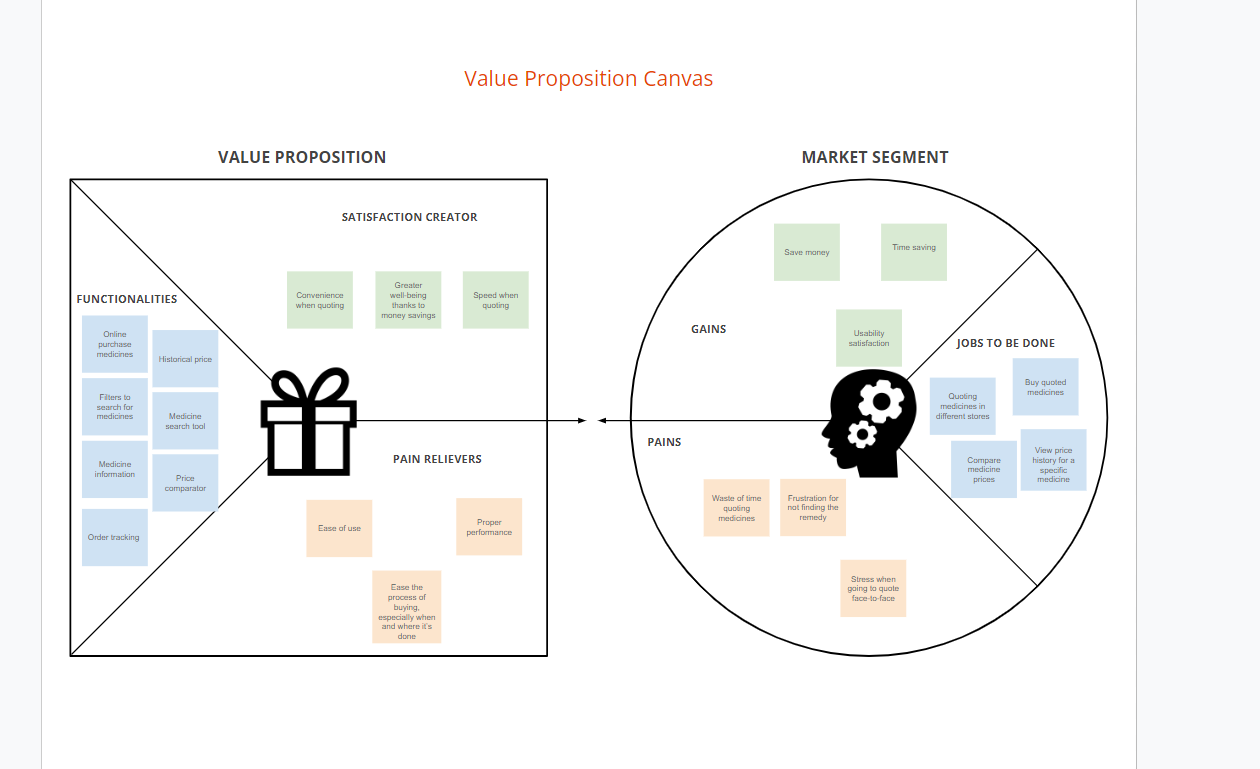 Value Proposition Canvas
VALUE PROPOSITION
SATISFACTION CREATOR
Convenience
when quoting
Greater
well-being
thanks to
money savings
Speed when
quoting
FUNCTIONALITIES
Online
purchase
medicines
Historical price
Filters to
search for
medicines
Medicine
search tool
Medicine
information
Price
comparator
Order tracking
PAIN RELIEVERS
Ease of use
Proper
performance
Ease the
process of
buying,
especially when
and where it's
done
MARKET SEGMENT
Save money
Time saving
GAINS
Usability
satisfaction
JOBS TO BE DONE
Quoting
medicines in
different stores
Buy quoted
medicines
Compare
medicine
prices
View price
history for a
specific
medicine
PAINS
Waste of time
quoting
medicines
Frustration for
not finding the
remedy
Stress when
going to quote
face-to-face